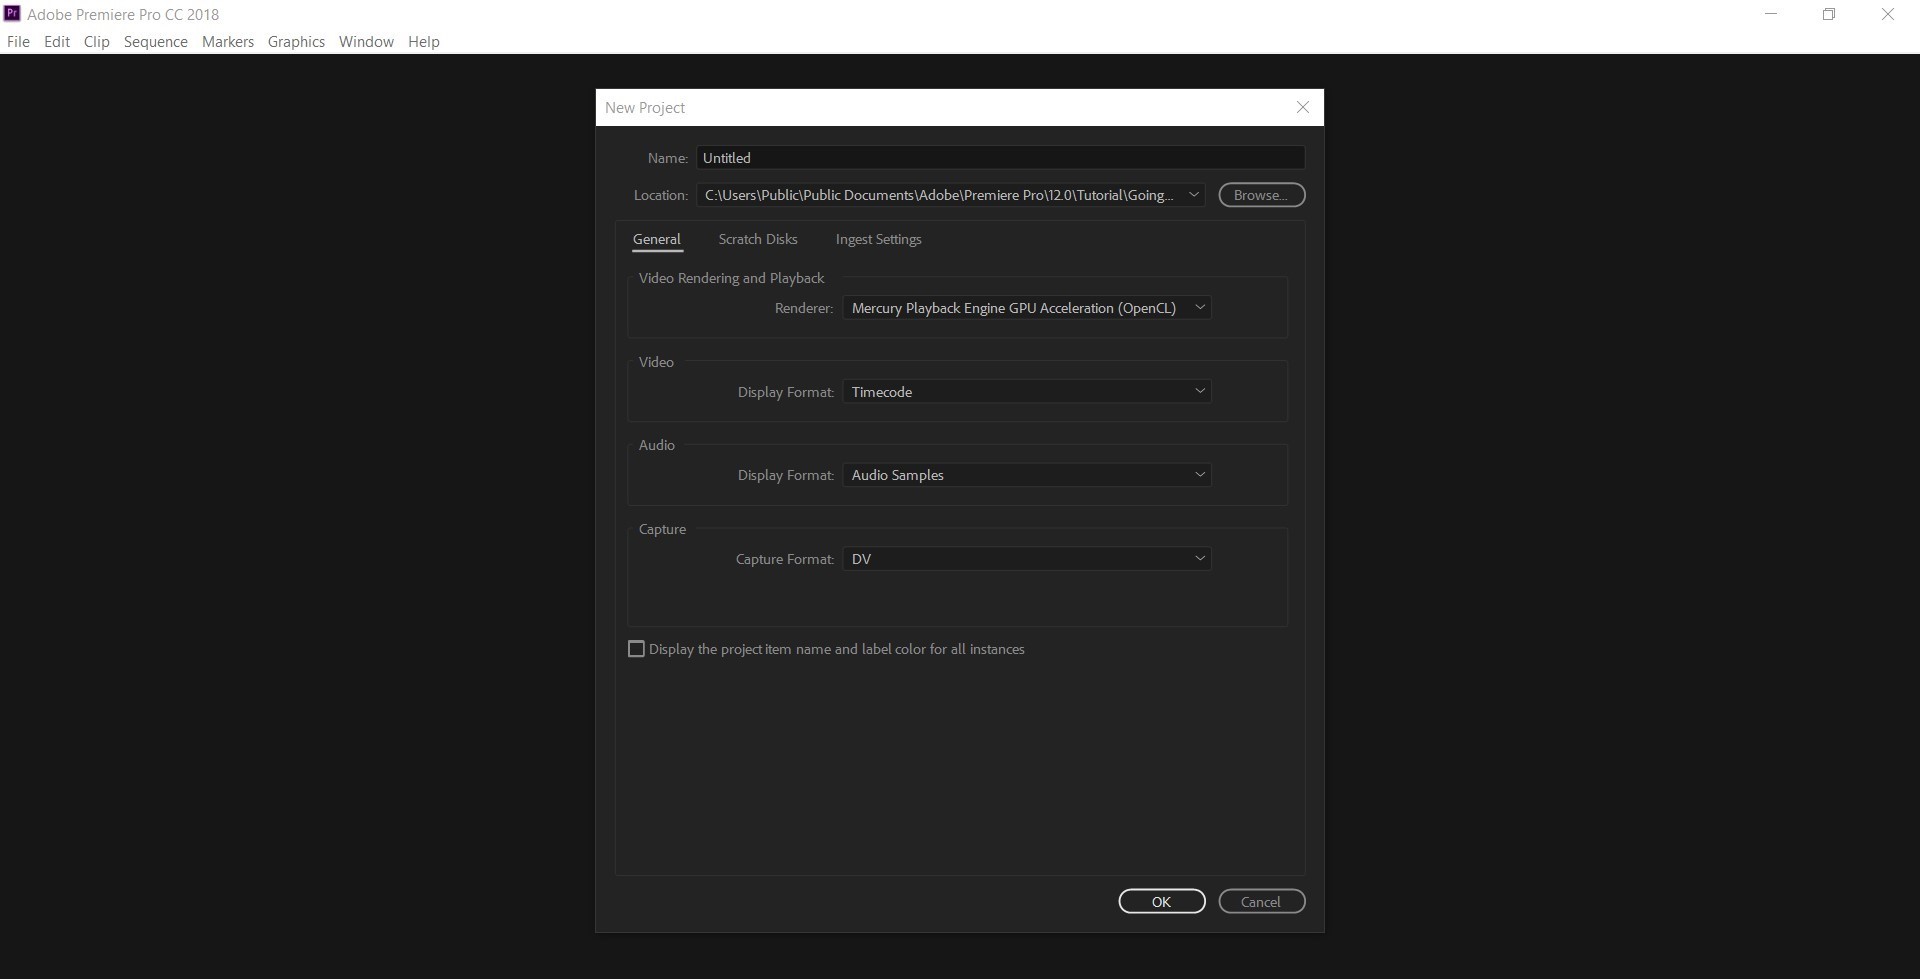 Pr Adobe Premiere Pro CC 2018
File Edit Clip Sequence Markers Graphics Window Help
New Project
Name: Untitled
Location: C:\Users\Public\Public Documents\Adobe\Premiere Pro\12.0\Tutorial\Going... Browse...
General Scratch Disks Ingest Settings
Video Rendering and Playback
Renderer: Mercury Playback Engine GPU Acceleration (OpenCL)
Video
Display Format: Timecode
Audio
Display Format: Audio Samples
Capture
Capture Format: DV
Display the project item name and label color for all instances
OK Cancel